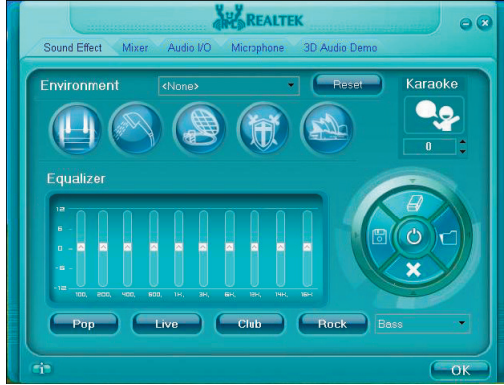 REALTEK
Sound Effect Mixer Audio I/O Microphone 3D Audio Demo
Environment <None> Reset Karaoke
0
Equalizer
12
6
0
-6
-12
100, 200, 400, 600, 1K, 3K, 6K, 9K, 14K, 16K
Pop Live Club Rock Bass
i
OK